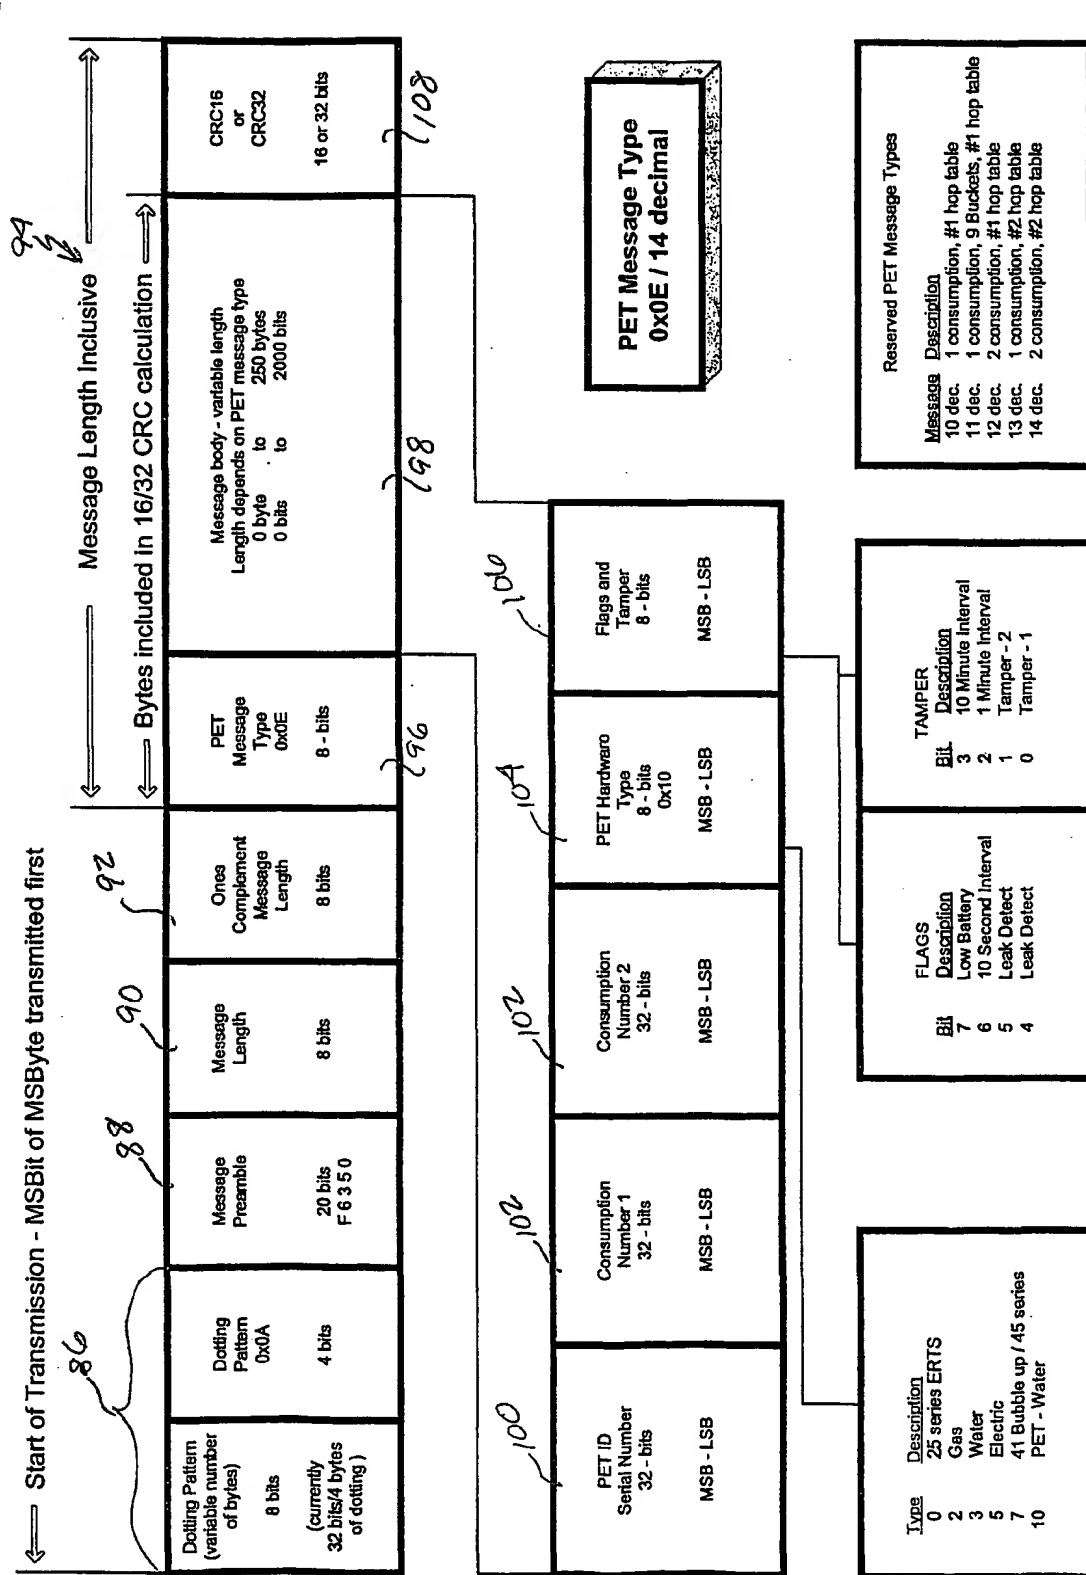 Start of Transmission - MSBit of MSByte transmitted first
94
Message Length Inclusive
Bytes included in 16/32 CRC calculation
86
88
90
92
Dotting Pattern
(variable number
of bytes)
8 bits
(currently
32 bits/4 bytes
of dotting )
Dotting
Pattern
0x0A
4 bits
Message
Preamble
20 bits
F 6 3 5 0
Message
Length
8 bits
Ones
Complement
Message
Length
8 bits
PET
Message
Type
0x0E
8 - bits
96
Message body - variable length
Length depends on PET message type
0 byte to 250 bytes
0 bits to 2000 bits
98
CRC16
or
CRC32
16 or 32 bits
108
100
PET ID
Serial Number
32 - bits
MSB - LSB
102
Consumption
Number 1
32 - bits
MSB - LSB
102
Consumption
Number 2
32 - bits
MSB - LSB
104
PET Hardware
Type
8 - bits
0x10
MSB - LSB
106
Flags and
Tamper
8 - bits
MSB - LSB
PET Message Type
0x0E / 14 decimal
Type Description
0 25 series ERTS
2 Gas
3 Water
5 Electric
7 41 Bubble up / 45 series
10 PET - Water
FLAGS
Bit Description
7 Low Battery
6 10 Second Interval
5 Leak Detect
4 Leak Detect
TAMPER
Bit Description
3 10 Minute Interval
2 1 Minute Interval
1 Tamper - 2
0 Tamper - 1
Reserved PET Message Types
Message Description
10 dec. 1 consumption, #1 hop table
11 dec. 1 consumption, 9 Buckets, #1 hop table
12 dec. 2 consumption, #1 hop table
13 dec. 1 consumption, #2 hop table
14 dec. 2 consumption, #2 hop table